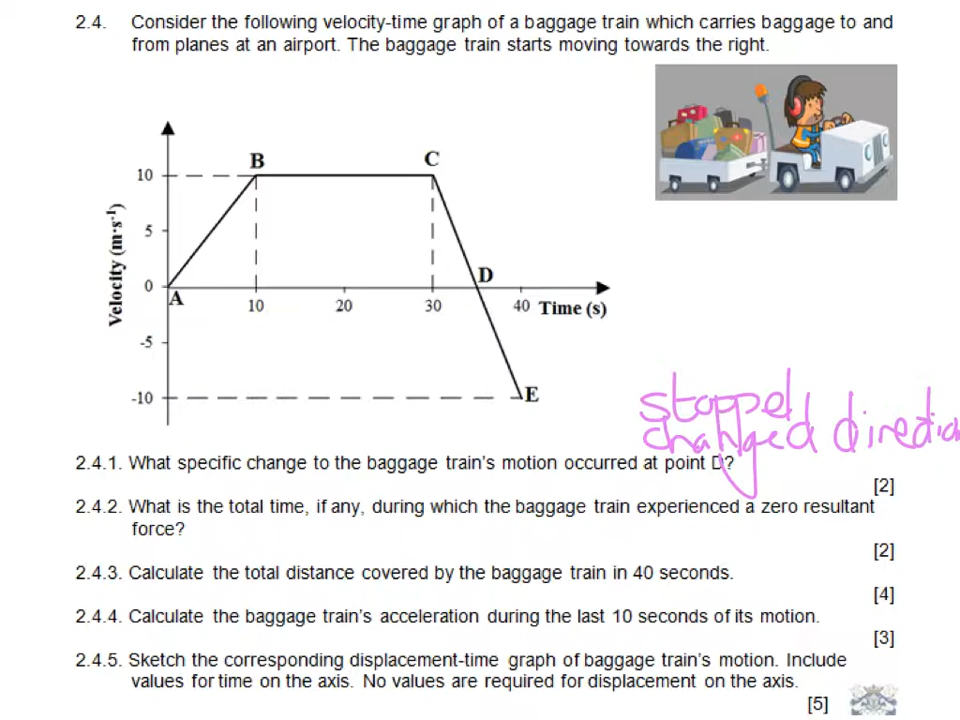 2.4. Consider the following velocity-time graph of a baggage train which carries baggage to and
from planes at an airport. The baggage train starts moving towards the right.
B
C
10
5
Velocity (m·s⁻¹)
0
D
A
10
20
30
40
Time (s)
-5
-10
E
stopped
changed direction
2.4.1. What specific change to the baggage train's motion occurred at point D?
[2]
2.4.2. What is the total time, if any, during which the baggage train experienced a zero resultant
force?
[2]
2.4.3. Calculate the total distance covered by the baggage train in 40 seconds.
[4]
2.4.4. Calculate the baggage train's acceleration during the last 10 seconds of its motion.
[3]
2.4.5. Sketch the corresponding displacement-time graph of baggage train's motion. Include
values for time on the axis. No values are required for displacement on the axis.
[5]